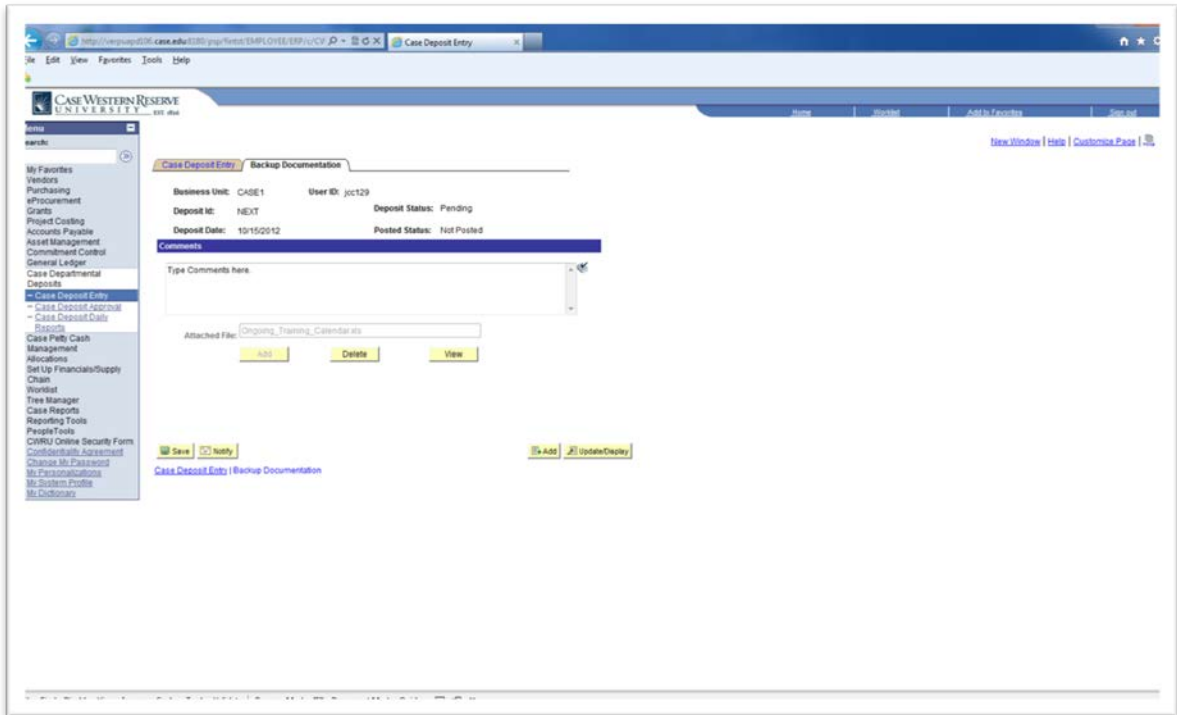 Case Deposit Entry
File Edit View Favorites Tools Help
CASE WESTERN RESERVE
UNIVERSITY EST. 1826
Home Worklist Add to Favorites Sign out
New Window | Help | Customize Page |
Menu
Search:
My Favorites
Vendors
Purchasing
eProcurement
Grants
Project Costing
Accounts Payable
Asset Management
Commitment Control
General Ledger
Case Departmental
Deposits
– Case Deposit Entry
– Case Deposit Approval
– Case Deposit Daily
Reports
Case Petty Cash
Management
Allocations
Set Up Financials/Supply
Chain
Worklist
Tree Manager
Case Reports
Reporting Tools
PeopleTools
CWRU Online Security Form
Confidentiality Agreement
Change My Password
My Personalizations
My System Profile
My Dictionary
Case Deposit Entry Backup Documentation
Business Unit: CASE1 User ID: jcc129
Deposit Id: NEXT Deposit Status: Pending
Deposit Date: 10/15/2012 Posted Status: Not Posted
Comments
Type Comments here.
Attached File: Ongoing_Training_Calendar.xls
Add Delete View
Save Notify Add Update/Display
Case Deposit Entry | Backup Documentation